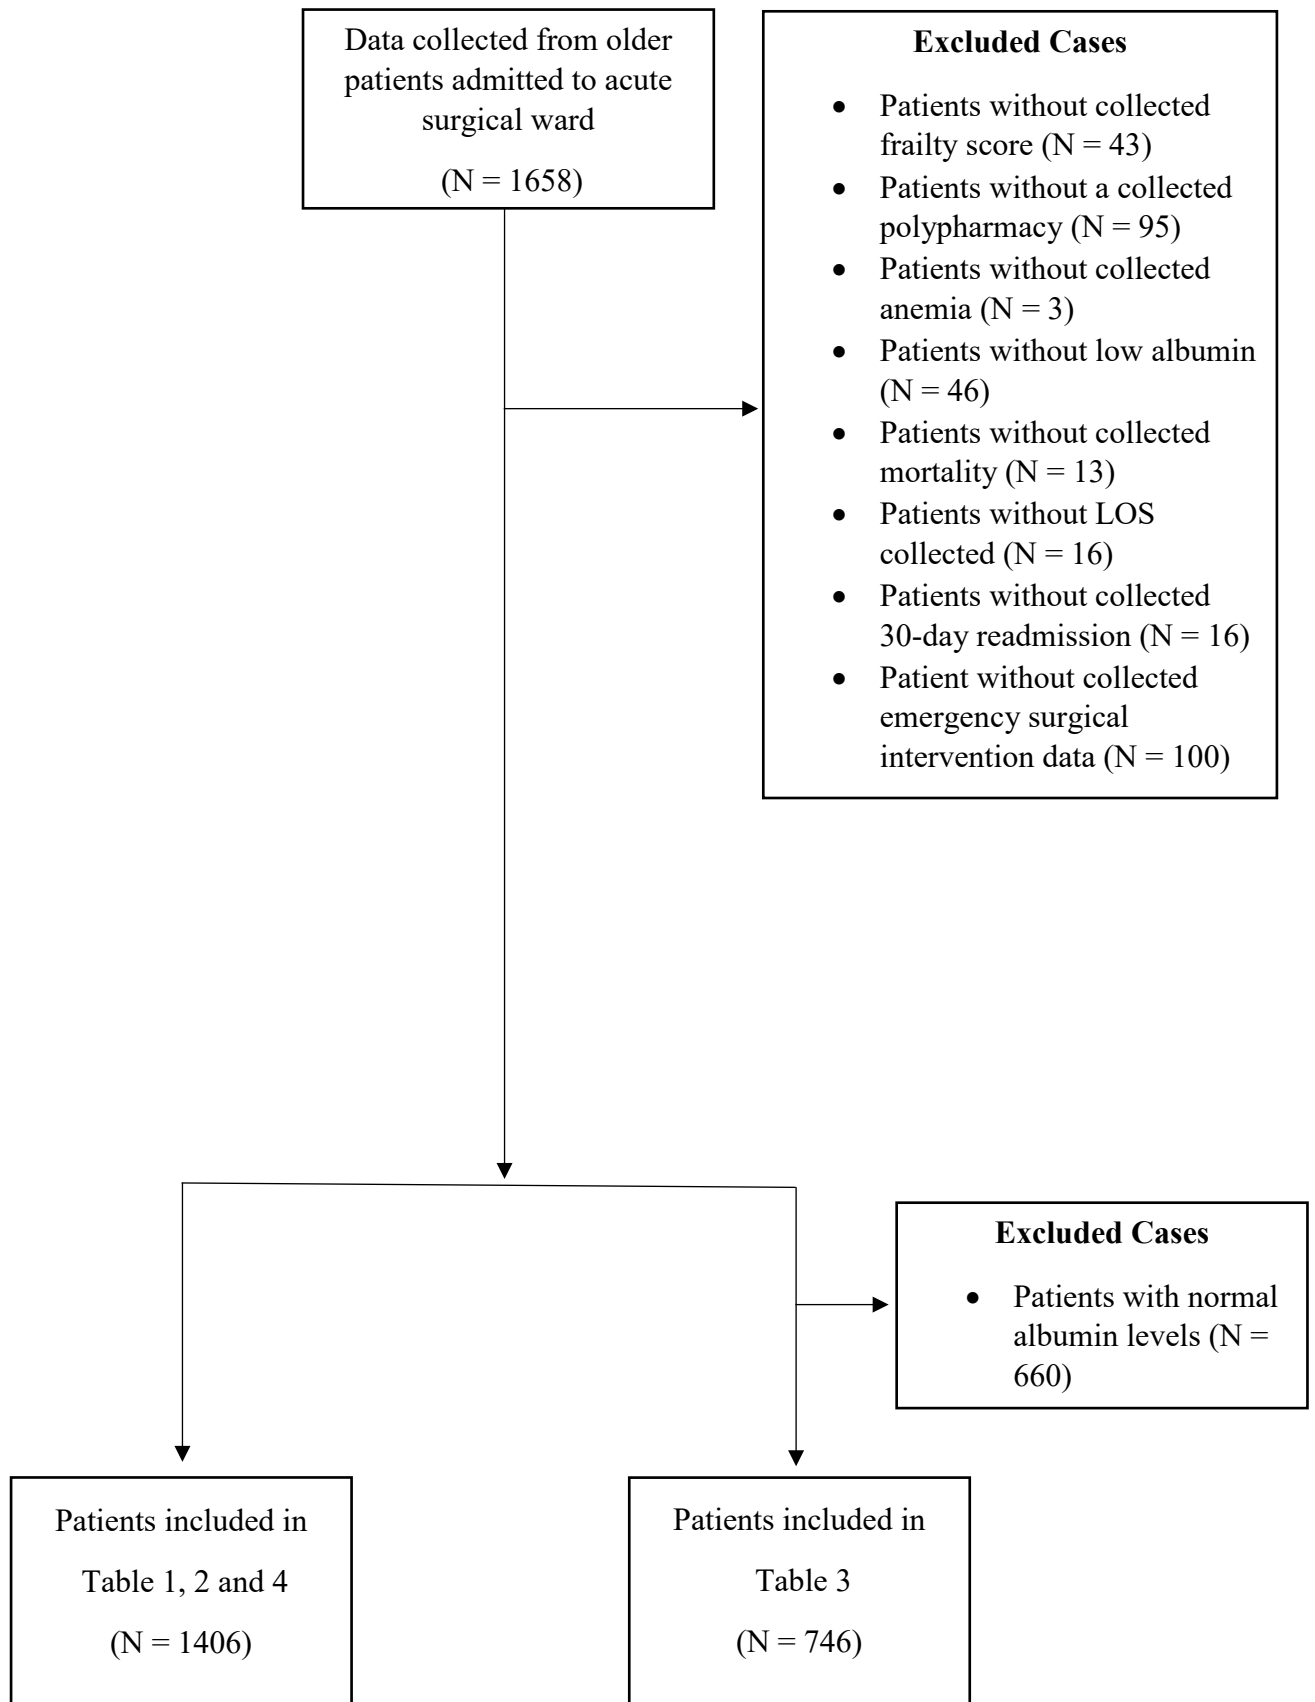 Data collected from older
patients admitted to acute
surgical ward
(N = 1658)
Excluded Cases
• Patients without collected
frailty score (N = 43)
• Patients without a collected
polypharmacy (N = 95)
• Patients without collected
anemia (N = 3)
• Patients without low albumin
(N = 46)
• Patients without collected
mortality (N = 13)
• Patients without LOS
collected (N = 16)
• Patients without collected
30-day readmission (N = 16)
• Patient without collected
emergency surgical
intervention data (N = 100)
Excluded Cases
• Patients with normal
albumin levels (N =
660)
Patients included in
Table 1, 2 and 4
(N = 1406)
Patients included in
Table 3
(N = 746)